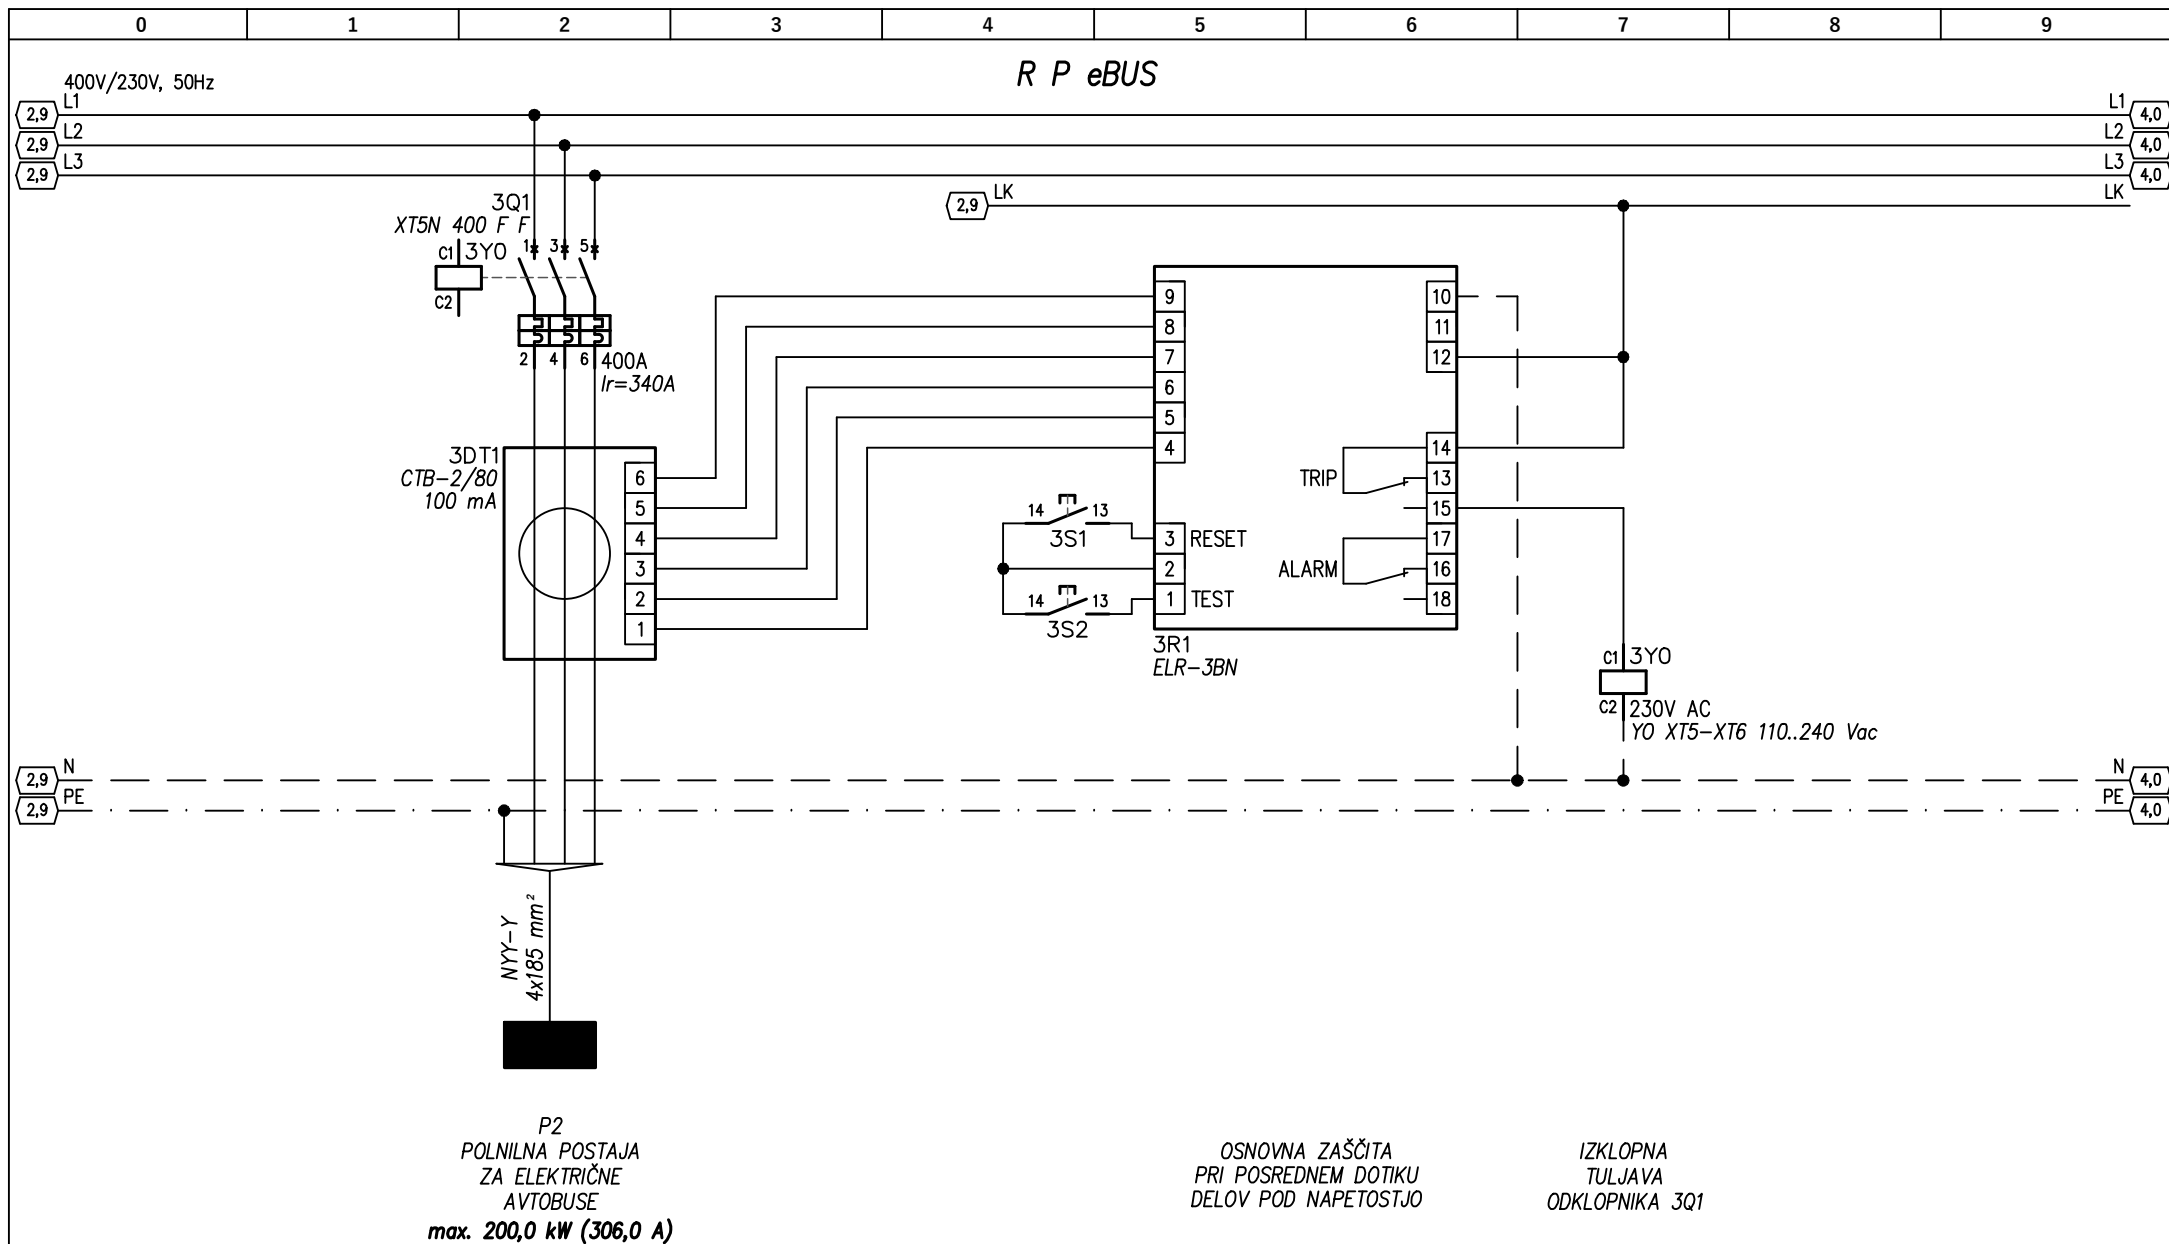 0 1 2 3 4 5 6 7 8 9
R P eBUS
400V/230V, 50Hz
2,9 L1 L1 4,0
2,9 L2 L2 4,0
2,9 L3 L3 4,0
2,9 LK LK
3Q1
XT5N 400 F F
C1 3YO 1 3 5
C2
2 4 6 400A
Ir=340A
3DT1
CTB-2/80
100 mA
6
5
4
3
2
1
9
8
7
6
5
4
3 RESET
2
1 TEST
14 13
3S1
14 13
3S2
10
11
12
14
TRIP 13
15
17
ALARM 16
18
3R1
ELR-3BN
C1 3YO
C2 230V AC
YO XT5-XT6 110..240 Vac
2,9 N N 4,0
2,9 PE PE 4,0
NYY-Y
4x185 mm²
P2
POLNILNA POSTAJA
ZA ELEKTRIČNE
AVTOBUSE
max. 200,0 kW (306,0 A)
OSNOVNA ZAŠČITA
PRI POSREDNEM DOTIKU
DELOV POD NAPETOSTJO
IZKLOPNA
TULJAVA
ODKLOPNIKA 3Q1